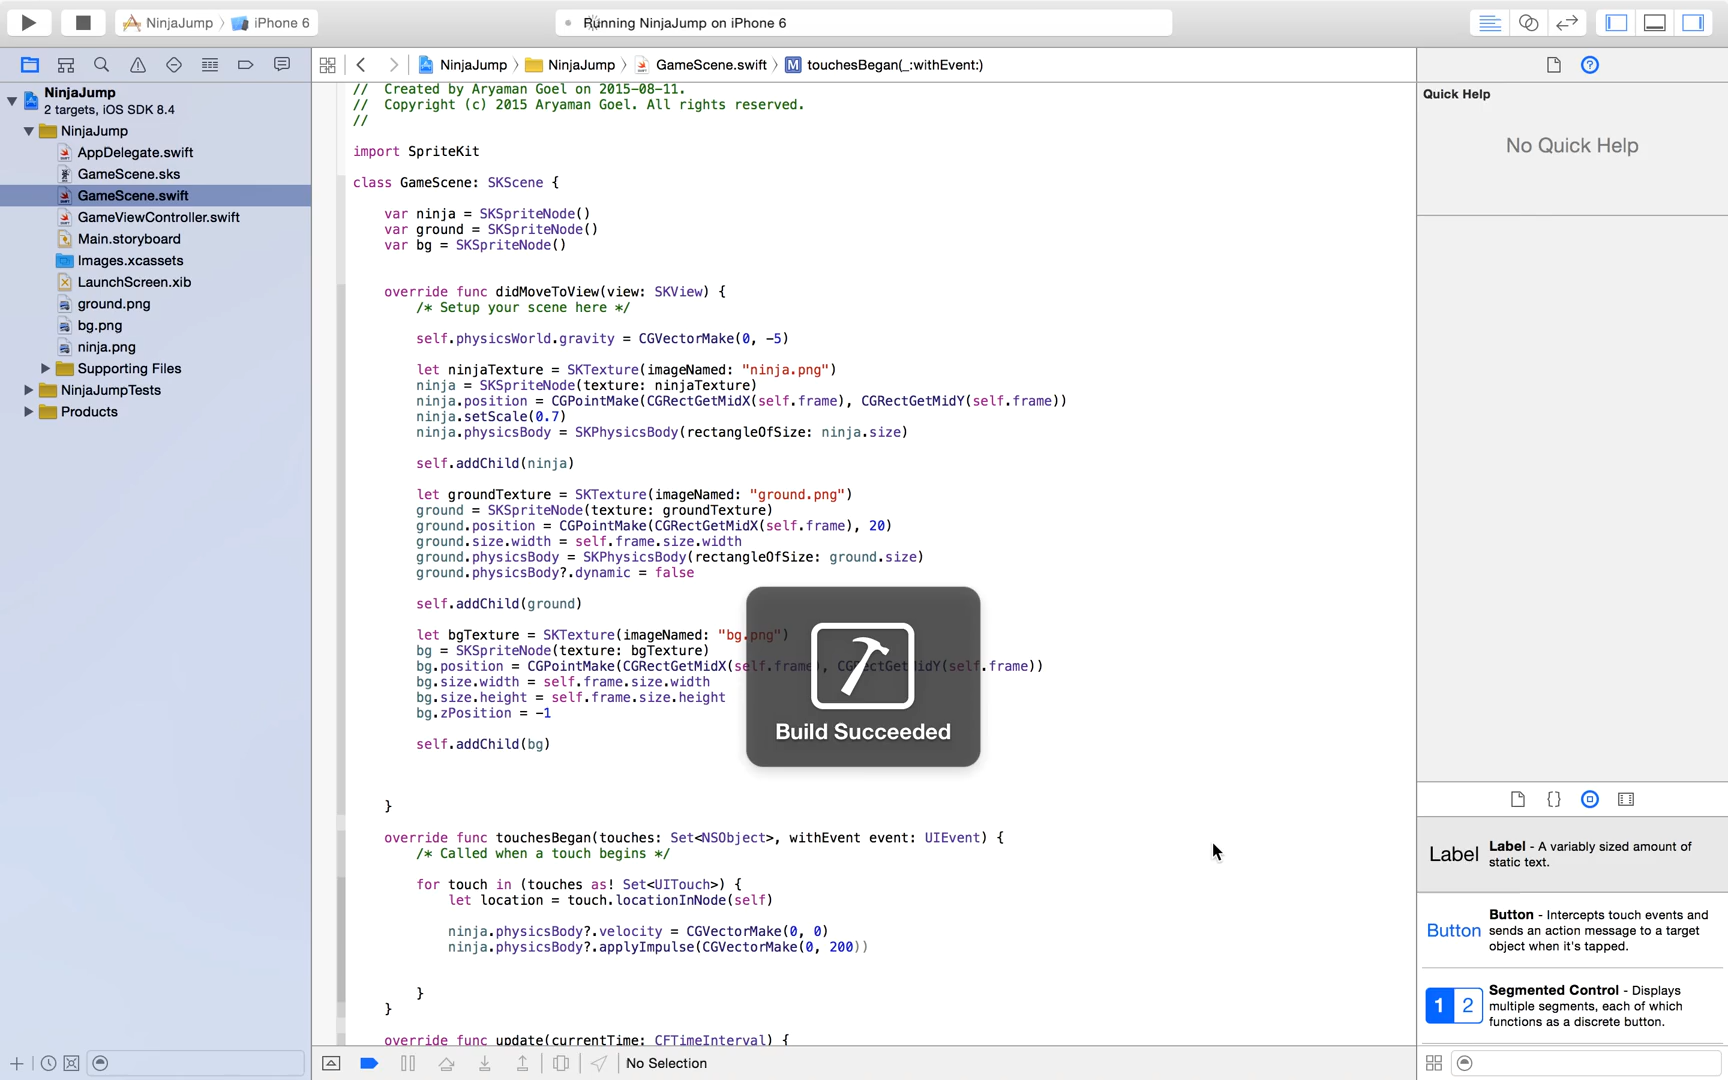 NinjaJump 〉 iPhone 6
Running NinjaJump on iPhone 6
NinjaJump 〉 NinjaJump 〉 GameScene.swift 〉 M touchesBegan(_:withEvent:)
NinjaJump
2 targets, iOS SDK 8.4
NinjaJump
AppDelegate.swift
GameScene.sks
GameScene.swift
GameViewController.swift
Main.storyboard
Images.xcassets
LaunchScreen.xib
ground.png
bg.png
ninja.png
Supporting Files
NinjaJumpTests
Products
//  Created by Aryaman Goel on 2015-08-11.
//  Copyright (c) 2015 Aryaman Goel. All rights reserved.
//
import SpriteKit
class GameScene: SKScene {
var ninja = SKSpriteNode()
var ground = SKSpriteNode()
var bg = SKSpriteNode()
override func didMoveToView(view: SKView) {
/* Setup your scene here */
self.physicsWorld.gravity = CGVectorMake(0, -5)
let ninjaTexture = SKTexture(imageNamed: "ninja.png")
ninja = SKSpriteNode(texture: ninjaTexture)
ninja.position = CGPointMake(CGRectGetMidX(self.frame), CGRectGetMidY(self.frame))
ninja.setScale(0.7)
ninja.physicsBody = SKPhysicsBody(rectangleOfSize: ninja.size)
self.addChild(ninja)
let groundTexture = SKTexture(imageNamed: "ground.png")
ground = SKSpriteNode(texture: groundTexture)
ground.position = CGPointMake(CGRectGetMidX(self.frame), 20)
ground.size.width = self.frame.size.width
ground.physicsBody = SKPhysicsBody(rectangleOfSize: ground.size)
ground.physicsBody?.dynamic = false
self.addChild(ground)
let bgTexture = SKTexture(imageNamed: "bg.png")
bg = SKSpriteNode(texture: bgTexture)
bg.position = CGPointMake(CGRectGetMidX(self.frame), CGRectGetMidY(self.frame))
bg.size.width = self.frame.size.width
bg.size.height = self.frame.size.height
bg.zPosition = -1
self.addChild(bg)
}
override func touchesBegan(touches: Set<NSObject>, withEvent event: UIEvent) {
/* Called when a touch begins */
for touch in (touches as! Set<UITouch>) {
let location = touch.locationInNode(self)
ninja.physicsBody?.velocity = CGVectorMake(0, 0)
ninja.physicsBody?.applyImpulse(CGVectorMake(0, 200))
}
}
override func update(currentTime: CFTimeInterval) {
Build Succeeded
No Selection
Quick Help
No Quick Help
Label
Label - A variably sized amount of
static text.
Button
Button - Intercepts touch events and
sends an action message to a target
object when it's tapped.
1 2
Segmented Control - Displays
multiple segments, each of which
functions as a discrete button.